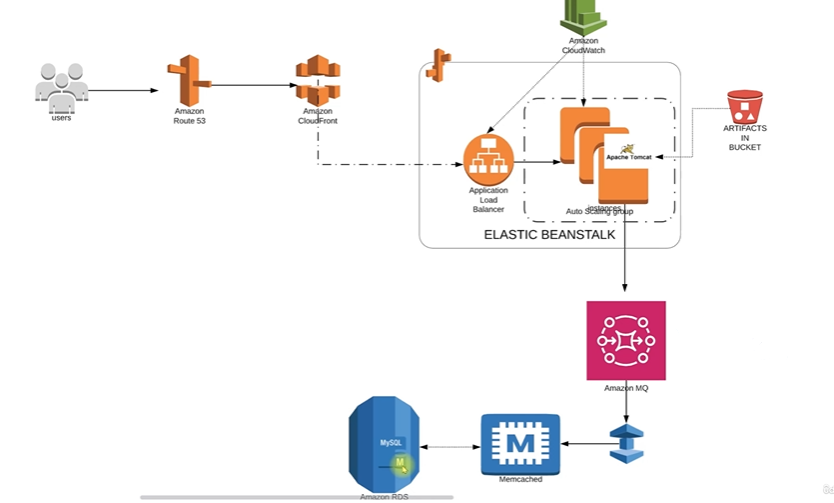 Amazon
CloudWatch
users
Amazon
Route 53
Amazon
CloudFront
ARTIFACTS
IN
BUCKET
Apache Tomcat
Application
Load
Balancer
instances
Auto Scaling group
ELASTIC BEANSTALK
Amazon MQ
MySQL
M
M
Memcached
Amazon RDS